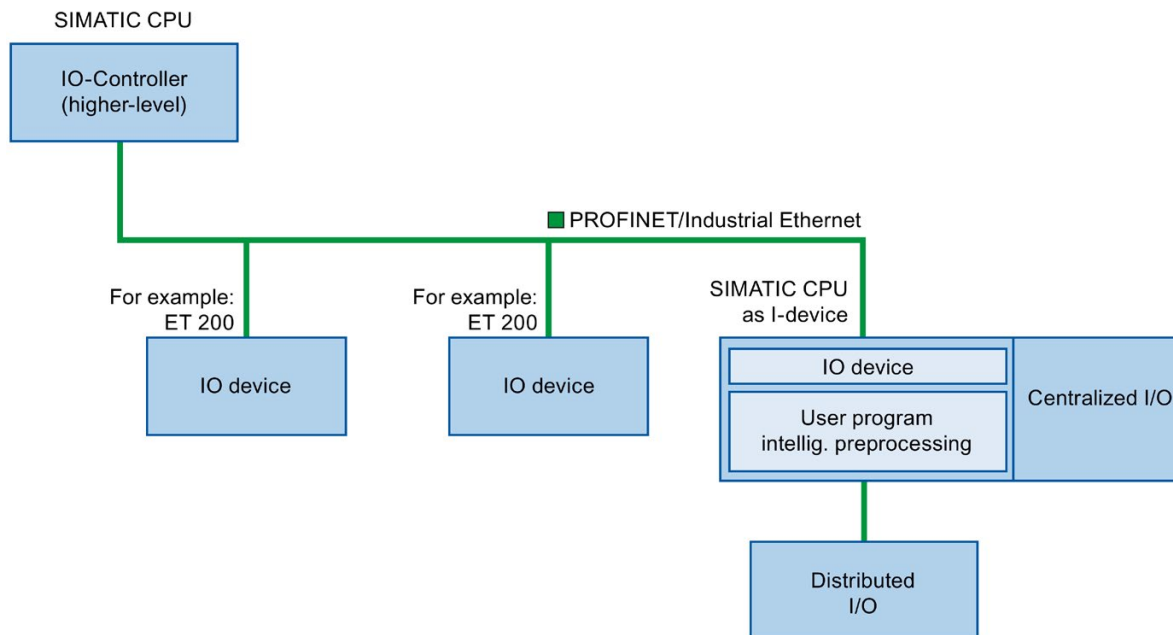 SIMATIC CPU
IO-Controller
(higher-level)
PROFINET/Industrial Ethernet
For example:
ET 200
IO device
For example:
ET 200
IO device
SIMATIC CPU
as I-device
IO device
User program
intellig. preprocessing
Centralized I/O
Distributed
I/O